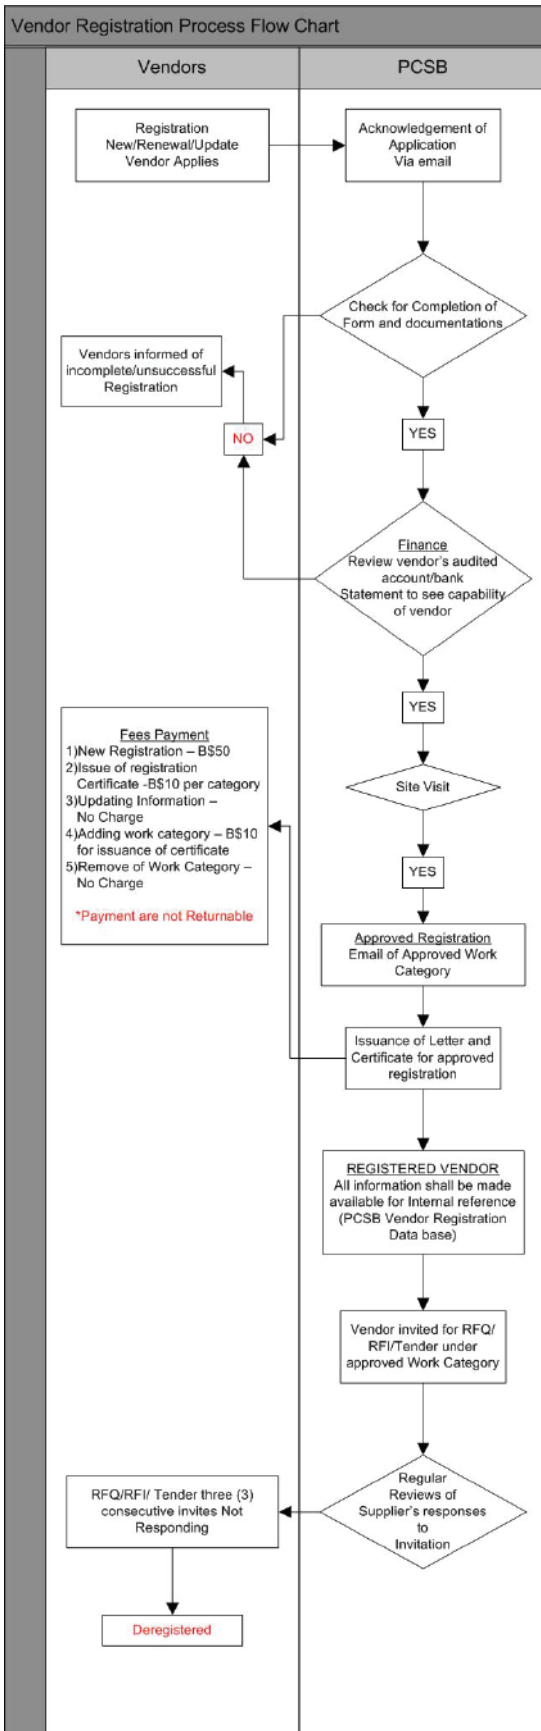 Vendor Registration Process Flow Chart
Vendors
PCSB
Registration
New/Renewal/Update
Vendor Applies
Acknowledgement of
Application
Via email
Check for Completion of
Form and documentations
Vendors informed of
incomplete/unsuccessful
Registration
NO
YES
Finance
Review vendor's audited
account/bank
Statement to see capability
of vendor
YES
Fees Payment
1)New Registration – B$50
2)Issue of registration
Certificate -B$10 per category
3)Updating Information –
No Charge
4)Adding work category – B$10
for issuance of certificate
5)Remove of Work Category –
No Charge
*Payment are not Returnable
Site Visit
YES
Approved Registration
Email of Approved Work
Category
Issuance of Letter and
Certificate for approved
registration
REGISTERED VENDOR
All information shall be made
available for Internal reference
(PCSB Vendor Registration
Data base)
Vendor invited for RFQ/
RFI/Tender under
approved Work Category
Regular
Reviews of
Supplier's responses
to
Invitation
RFQ/RFI/ Tender three (3)
consecutive invites Not
Responding
Deregistered